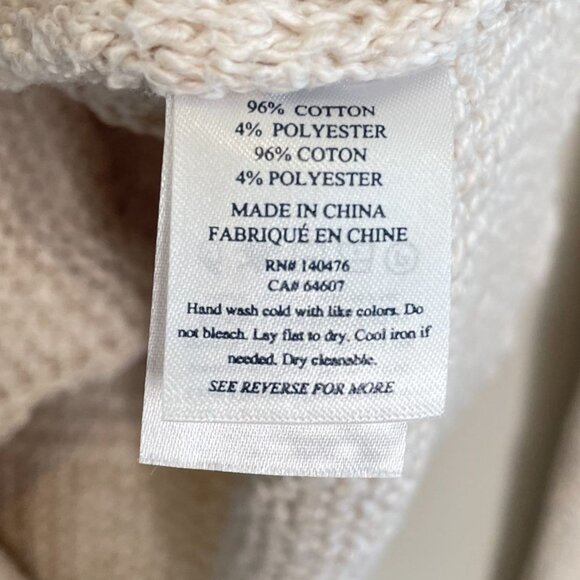 96% COTTON
4% POLYESTER
96% COTON
4% POLYESTER
MADE IN CHINA
FABRIQUÉ EN CHINE
RN# 140476
CA# 64607
Hand wash cold with like colors. Do
not bleach. Lay flat to dry. Cool iron if
needed. Dry cleanable.
SEE REVERSE FOR MORE